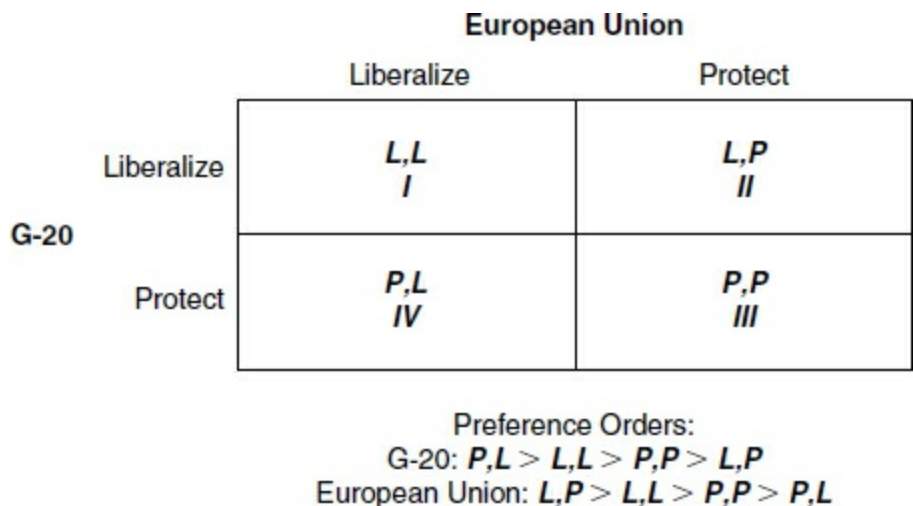 European Union
Liberalize Protect
Liberalize L,L L,P
I II
G-20
Protect P,L P,P
IV III
Preference Orders:
G-20: P,L > L,L > P,P > L,P
European Union: L,P > L,L > P,P > P,L